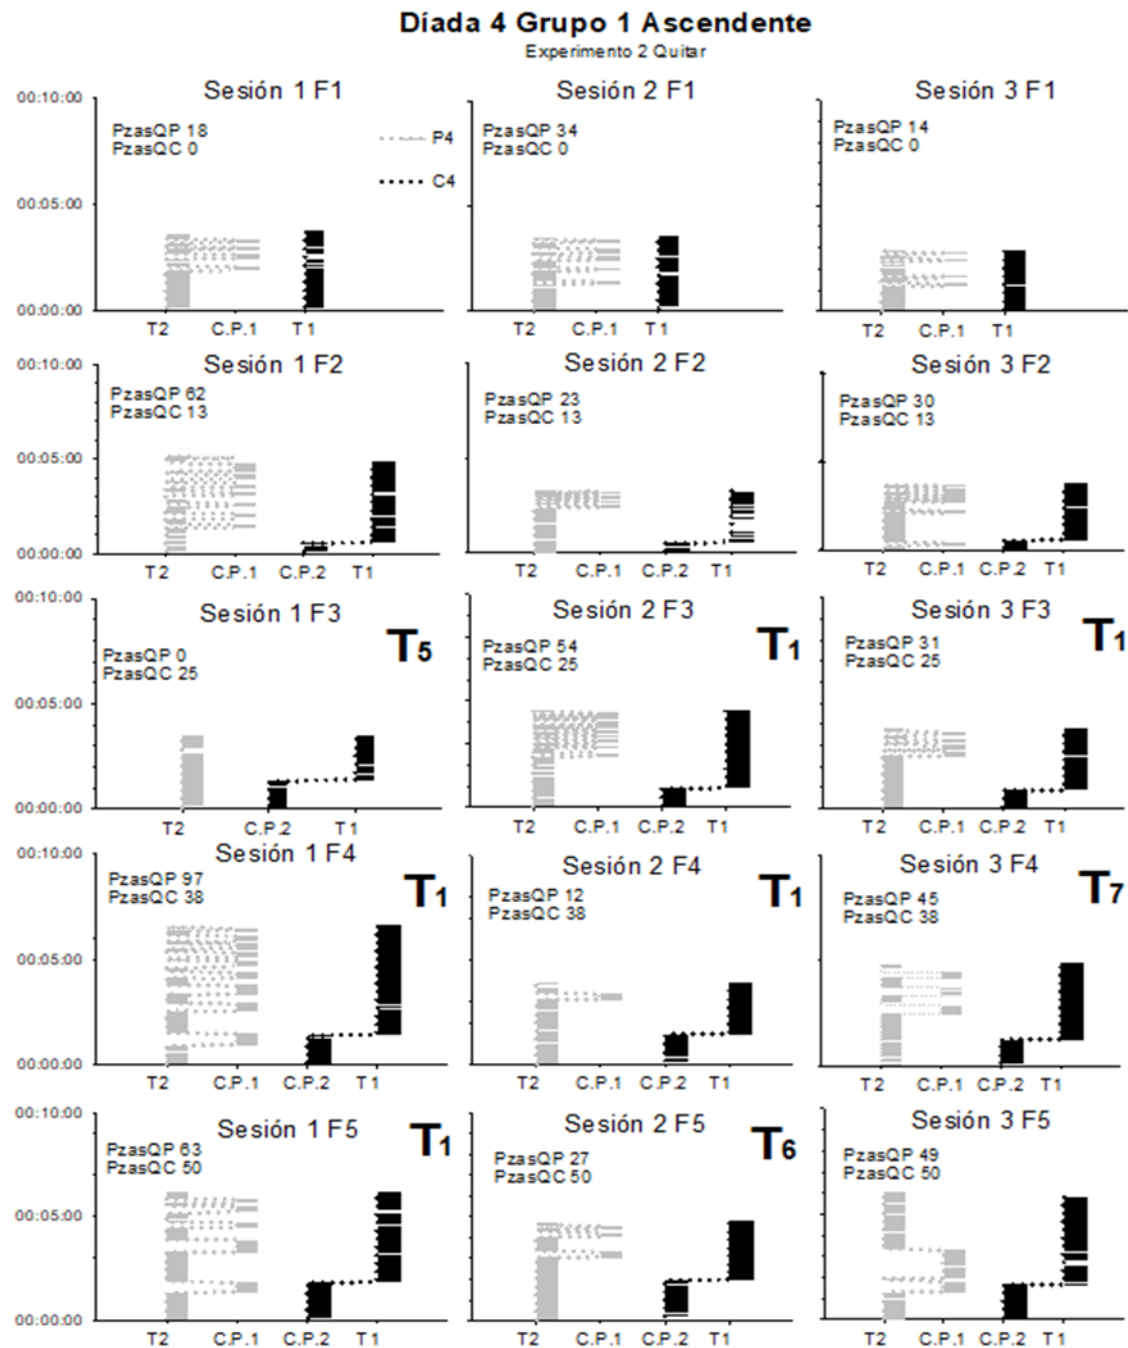 Díada 4 Grupo 1 Ascendente
Experimento 2 Quitar
Sesión 1 F1
Sesión 2 F1
Sesión 3 F1
00:10:00
PzasQP 18
PzasQC 0
P4
C4
PzasQP 34
PzasQC 0
PzasQP 14
PzasQC 0
00:05:00
00:00:00
T2 C.P.1 T1
T2 C.P.1 T1
T2 C.P.1 T1
Sesión 1 F2
Sesión 2 F2
Sesión 3 F2
00:10:00
PzasQP 62
PzasQC 13
PzasQP 23
PzasQC 13
PzasQP 30
PzasQC 13
00:05:00
00:00:00
T2 C.P.1 C.P.2 T1
T2 C.P.1 C.P.2 T1
T2 C.P.1 C.P.2 T1
00:10:00
Sesión 1 F3
Sesión 2 F3
Sesión 3 F3
PzasQP 0
PzasQC 25
T5
PzasQP 54
PzasQC 25
T1
PzasQP 31
PzasQC 25
T1
00:05:00
00:00:00
T2 C.P.2 T1
T2 C.P.1 C.P.2 T1
T2 C.P.1 C.P.2 T1
00:10:00
Sesión 1 F4
Sesión 2 F4
Sesión 3 F4
PzasQP 97
PzasQC 38
T1
PzasQP 12
PzasQC 38
T1
PzasQP 45
PzasQC 38
T7
00:05:00
00:00:00
T2 C.P.1 C.P.2 T1
T2 C.P.1 C.P.2 T1
T2 C.P.1 C.P.2 T1
00:10:00
Sesión 1 F5
Sesión 2 F5
Sesión 3 F5
PzasQP 63
PzasQC 50
T1
PzasQP 27
PzasQC 50
T6
PzasQP 49
PzasQC 50
00:05:00
00:00:00
T2 C.P.1 C.P.2 T1
T2 C.P.1 C.P.2 T1
T2 C.P.1 C.P.2 T1